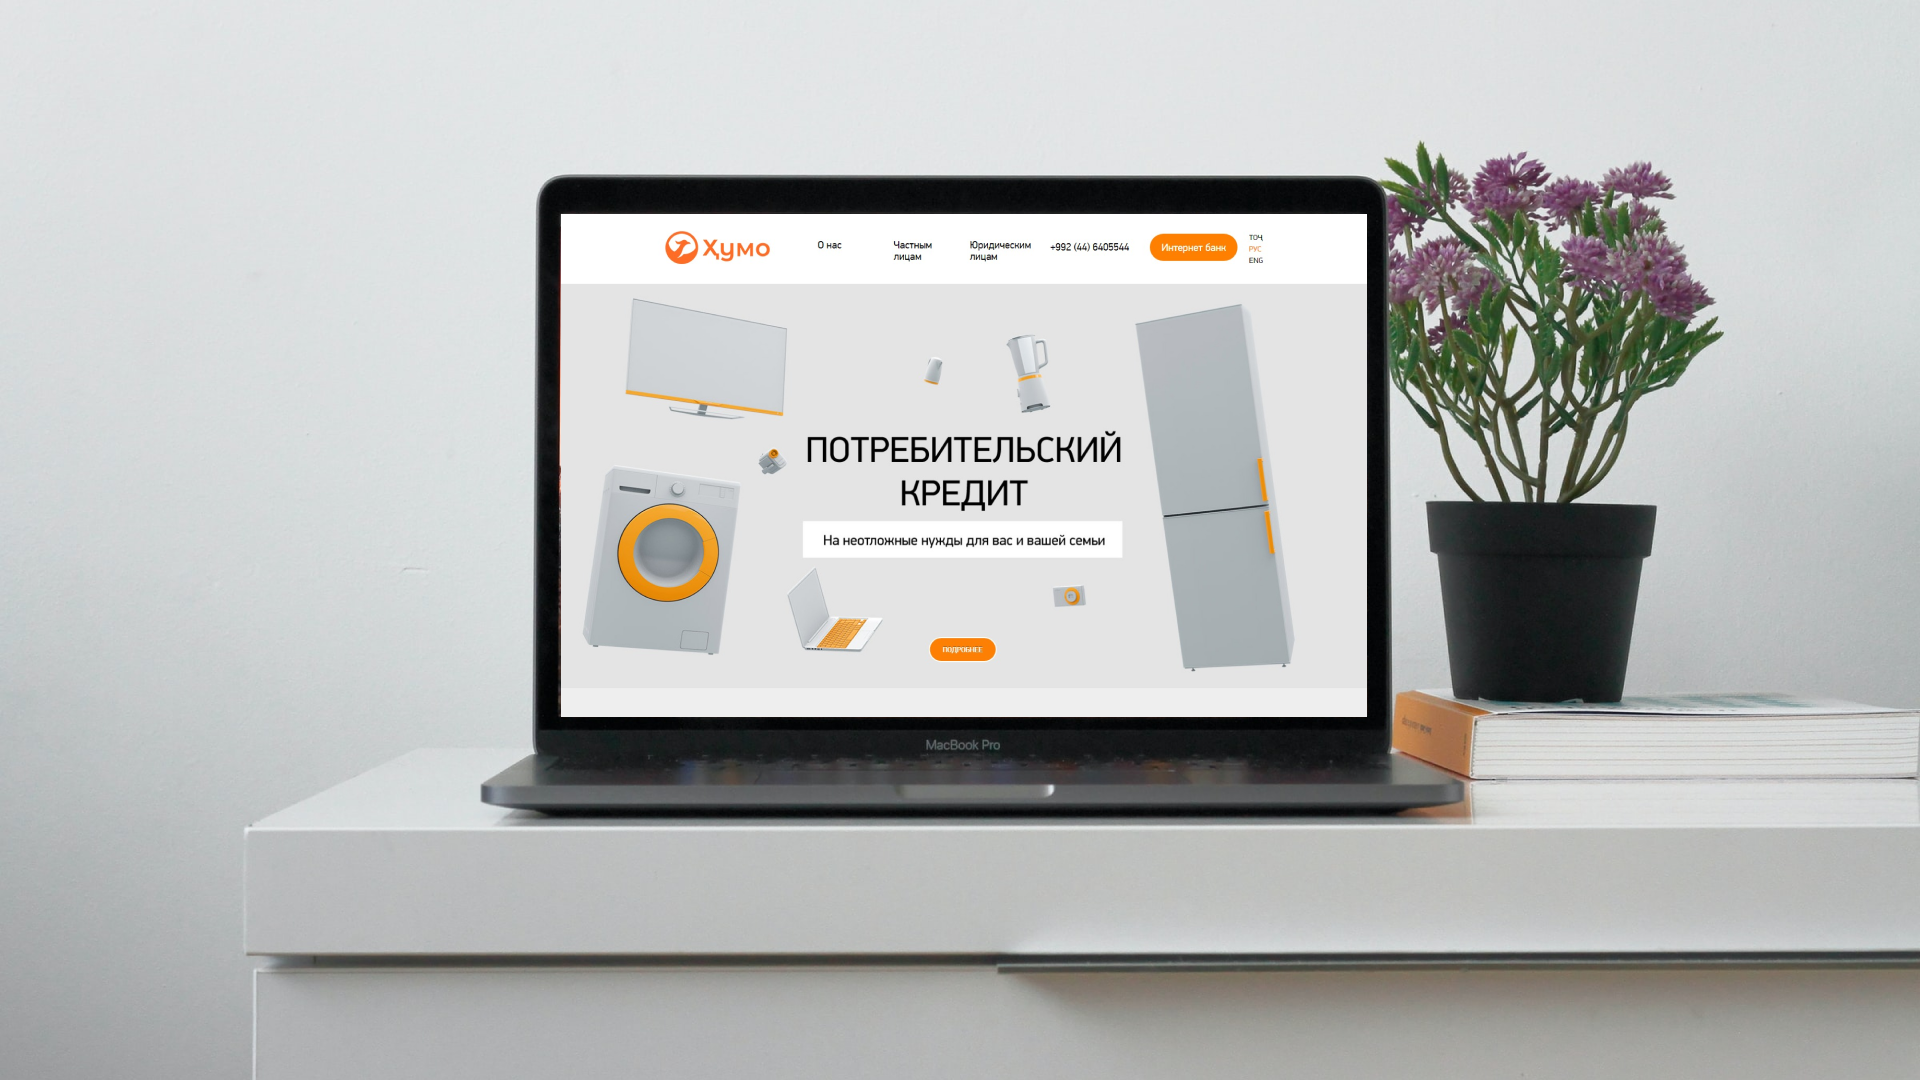 Ҳумо
О нас
Частным
лицам
Юридическим
лицам
+992 (44) 6405544
Интернет банк
ТОҶ
РУС
ENG
ПОТРЕБИТЕЛЬСКИЙ
КРЕДИТ
На неотложные нужды для вас и вашей семьи
ПОДРОБНЕЕ
MacBook Pro